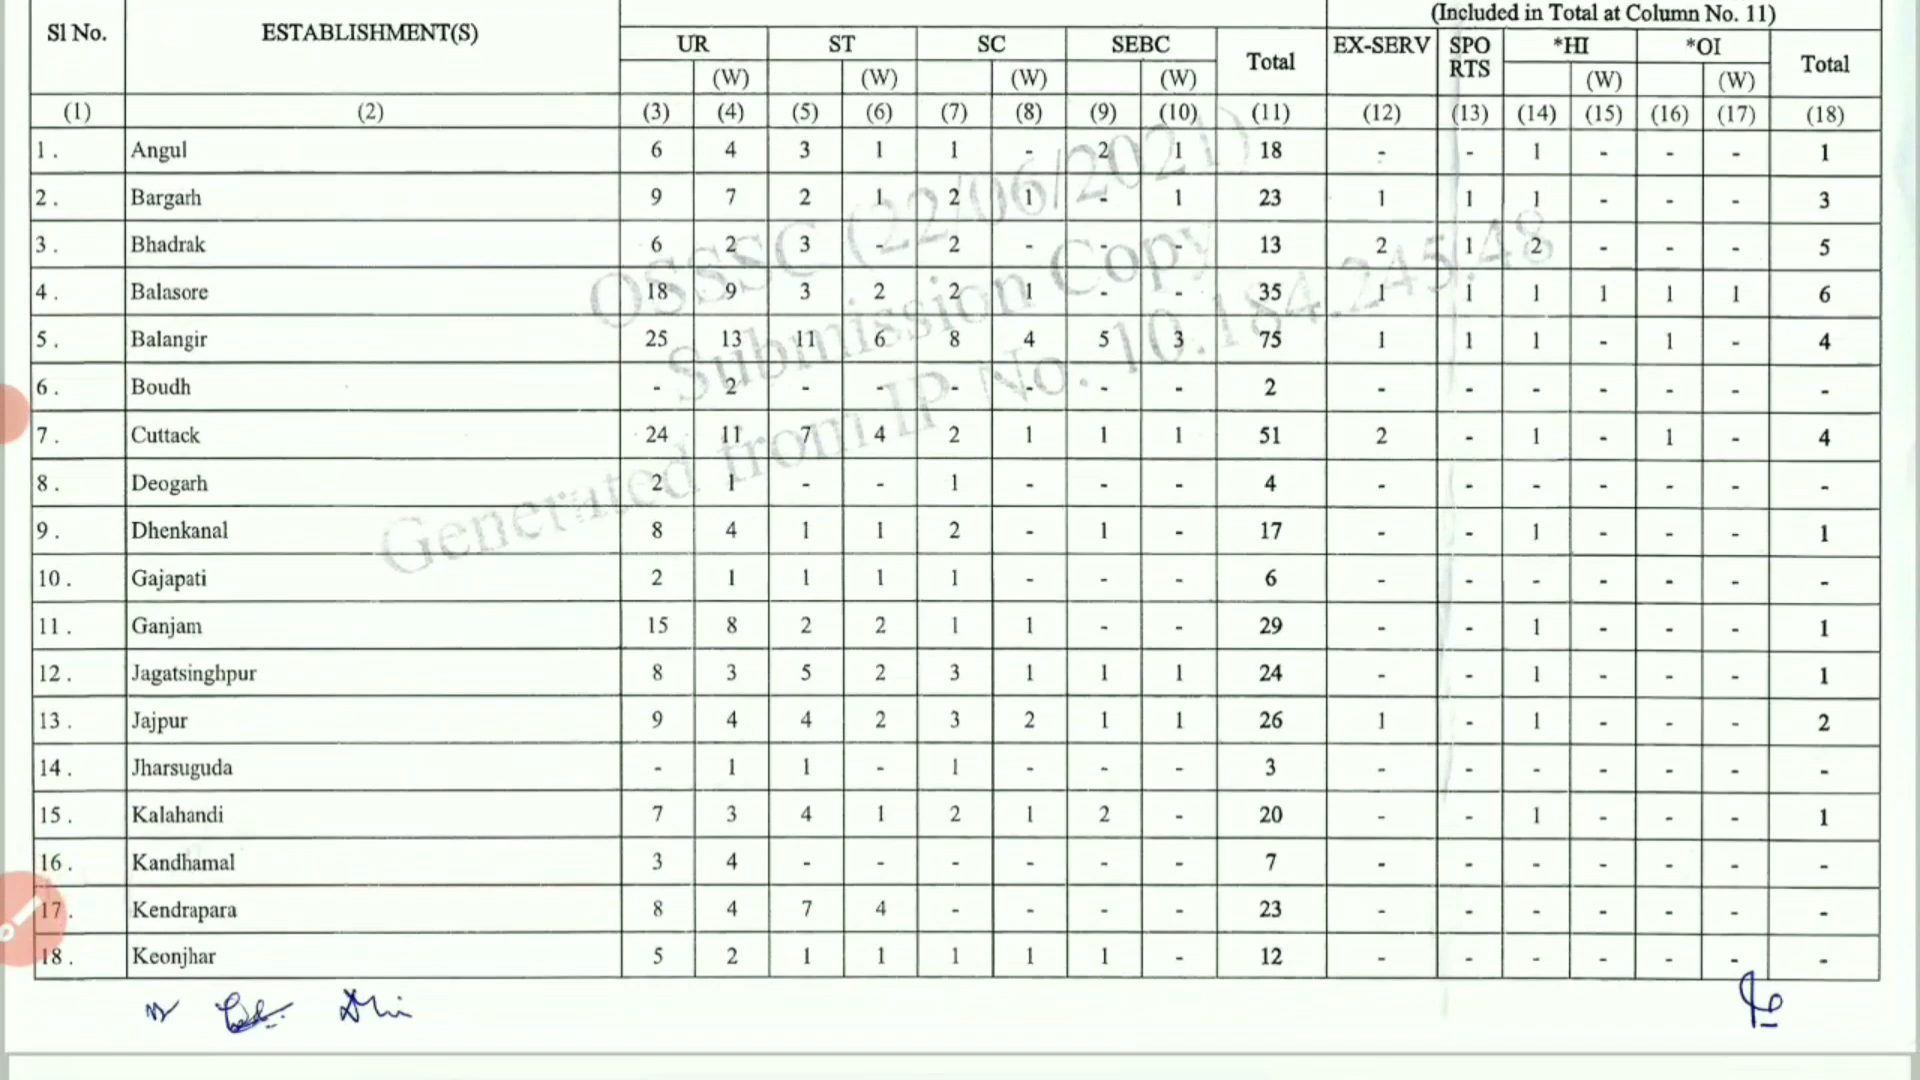 (Included in Total at Column No. 11)
Sl No. ESTABLISHMENT(S) UR ST SC SEBC Total EX-SERV SPO RTS *HI *OI Total
(W) (W) (W) (W) (W) (W)
(1) (2) (3) (4) (5) (6) (7) (8) (9) (10) (11) (12) (13) (14) (15) (16) (17) (18)
1 . Angul 6 4 3 1 1 - 2 1 18 - - 1 - - - 1
2 . Bargarh 9 7 2 1 2 1 - 1 23 1 1 1 - - - 3
3 . Bhadrak 6 2 3 - 2 - - - 13 2 1 2 - - - 5
4 . Balasore 18 9 3 2 2 1 - - 35 1 1 1 1 1 1 6
5 . Balangir 25 13 11 6 8 4 5 3 75 1 1 1 - 1 - 4
6 . Boudh - 2 - - - - - - 2 - - - - - - -
7 . Cuttack 24 11 7 4 2 1 1 1 51 2 - 1 - 1 - 4
8 . Deogarh 2 1 - - 1 - - - 4 - - - - - - -
9 . Dhenkanal 8 4 1 1 2 - 1 - 17 - - 1 - - - 1
10 . Gajapati 2 1 1 1 1 - - - 6 - - - - - - -
11 . Ganjam 15 8 2 2 1 1 - - 29 - - 1 - - - 1
12 . Jagatsinghpur 8 3 5 2 3 1 1 1 24 - - 1 - - - 1
13 . Jajpur 9 4 4 2 3 2 1 1 26 1 - 1 - - - 2
14 . Jharsuguda - 1 1 - 1 - - - 3 - - - - - - -
15 . Kalahandi 7 3 4 1 2 1 2 - 20 - - 1 - - - 1
16 . Kandhamal 3 4 - - - - - - 7 - - - - - - -
17 . Kendrapara 8 4 7 4 - - - - 23 - - - - - - -
18 . Keonjhar 5 2 1 1 1 1 1 - 12 - - - - - - -
OSSSC (22/06/2021)
Submission Copy
Generated from IP No. 10.184.245.48